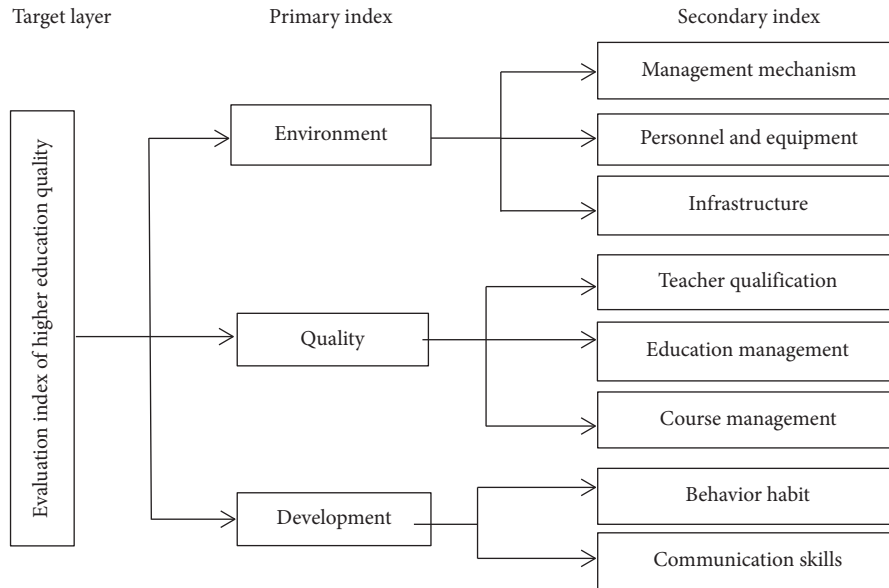 Target layer
Primary index
Secondary index
Evaluation index of higher education quality
Environment
Management mechanism
Personnel and equipment
Infrastructure
Quality
Teacher qualification
Education management
Course management
Development
Behavior habit
Communication skills